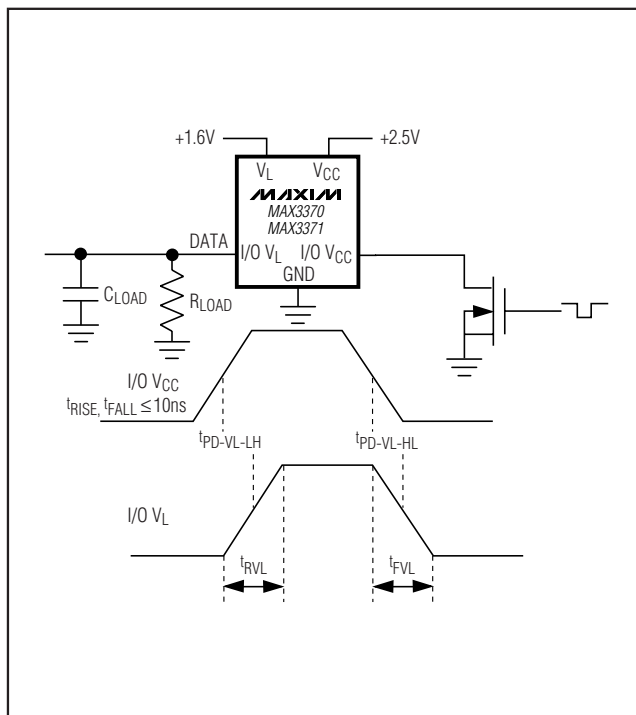 +1.6V
+2.5V
VL
VCC
MAXIM
MAX3370
MAX3371
DATA
I/O VL
I/O VCC
GND
CLOAD
RLOAD
I/O VCC
tRISE, tFALL ≤ 10ns
tPD-VL-LH
tPD-VL-HL
I/O VL
tRVL
tFVL